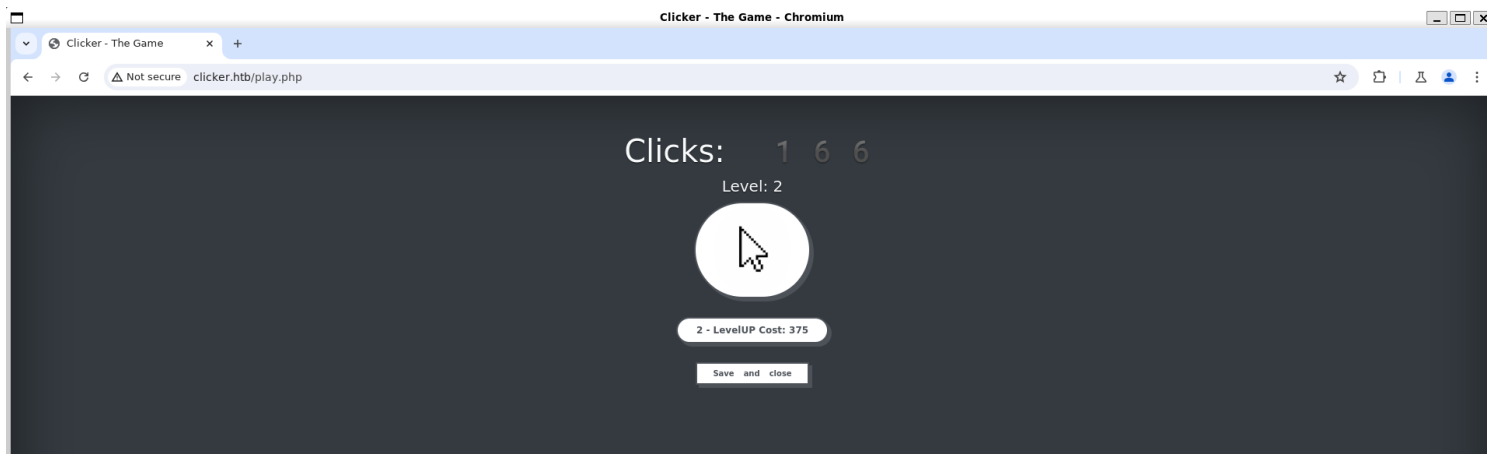 Clicker - The Game - Chromium
Clicker - The Game
Not secure clicker.htb/play.php
Clicks: 1 6 6
Level: 2
2 - LevelUP Cost: 375
Save and close